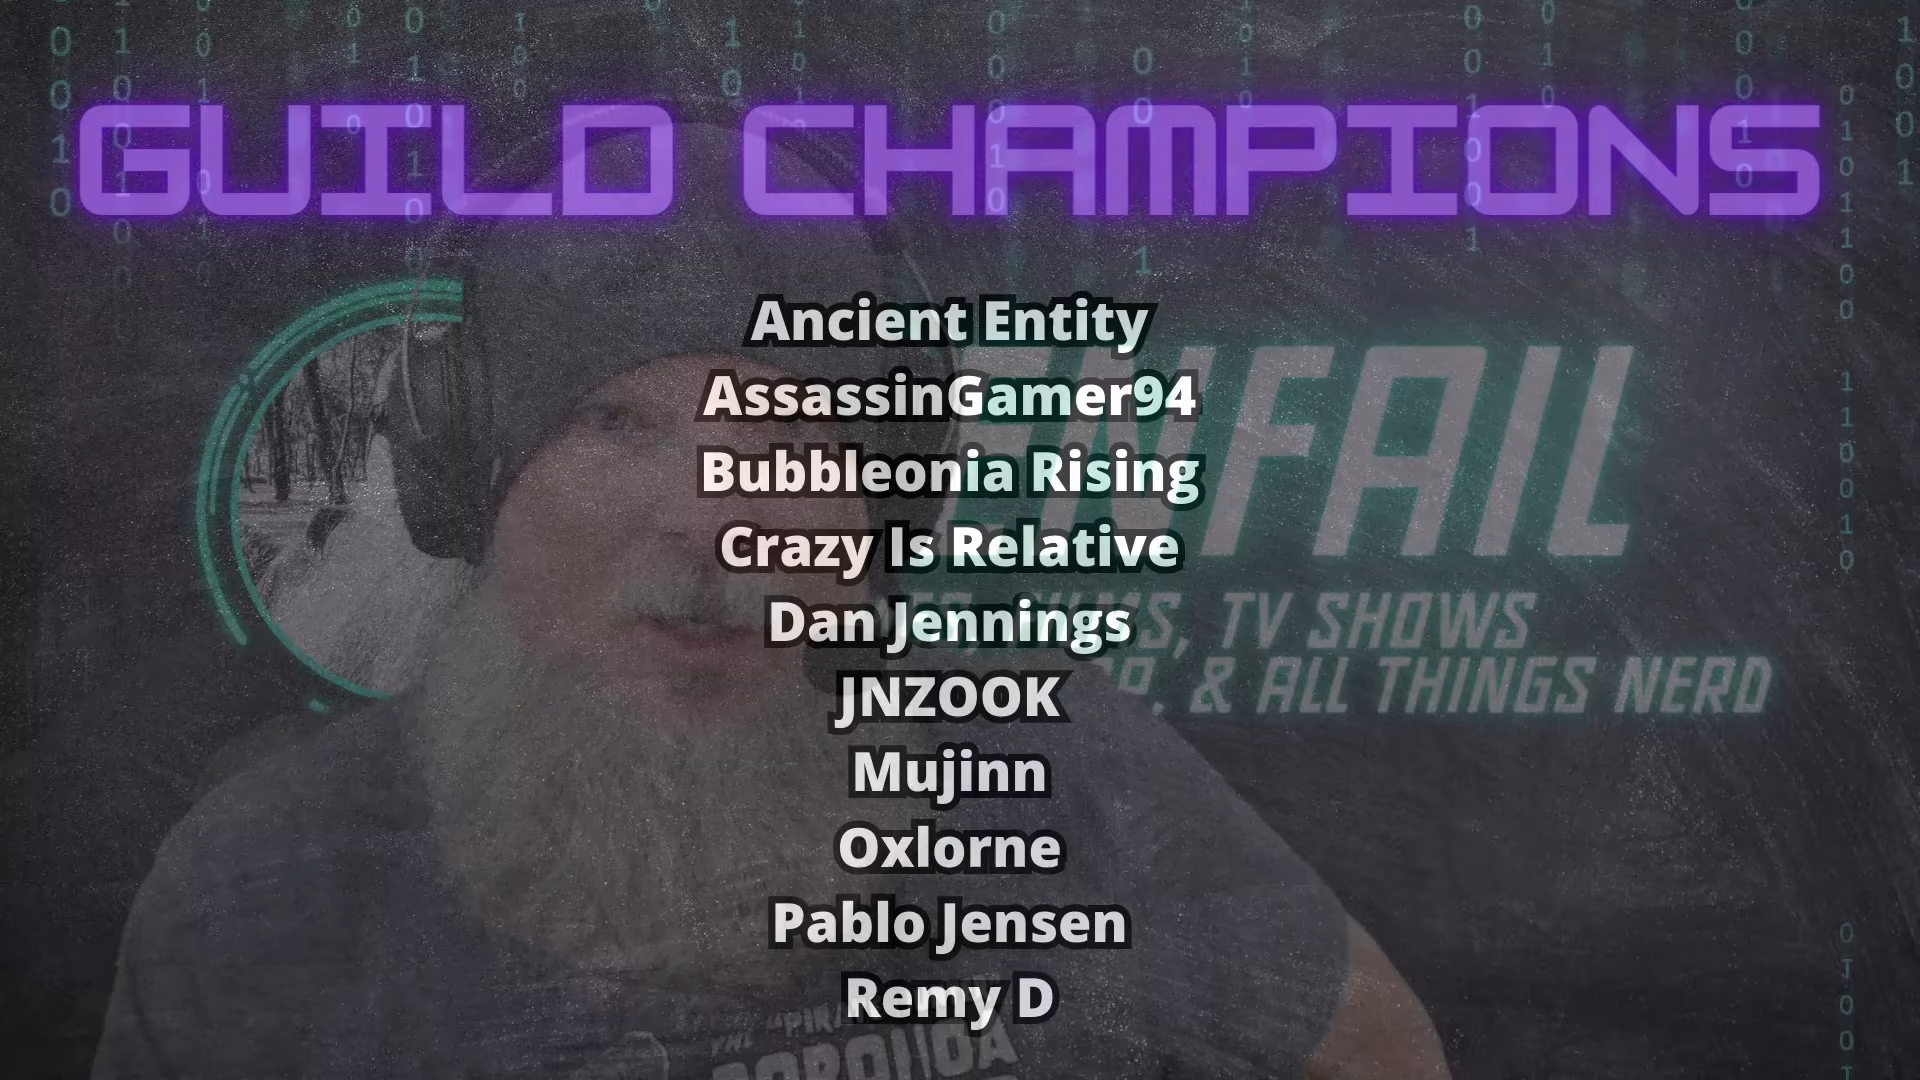 GUILD CHAMPIONS
Ancient Entity
AssassinGamer94
Bubbleonia Rising
Crazy Is Relative
Dan Jennings
JNZOOK
Mujinn
Oxlorne
Pablo Jensen
Remy D
ENFAIL
TV SHOWS
& ALL THINGS NERD